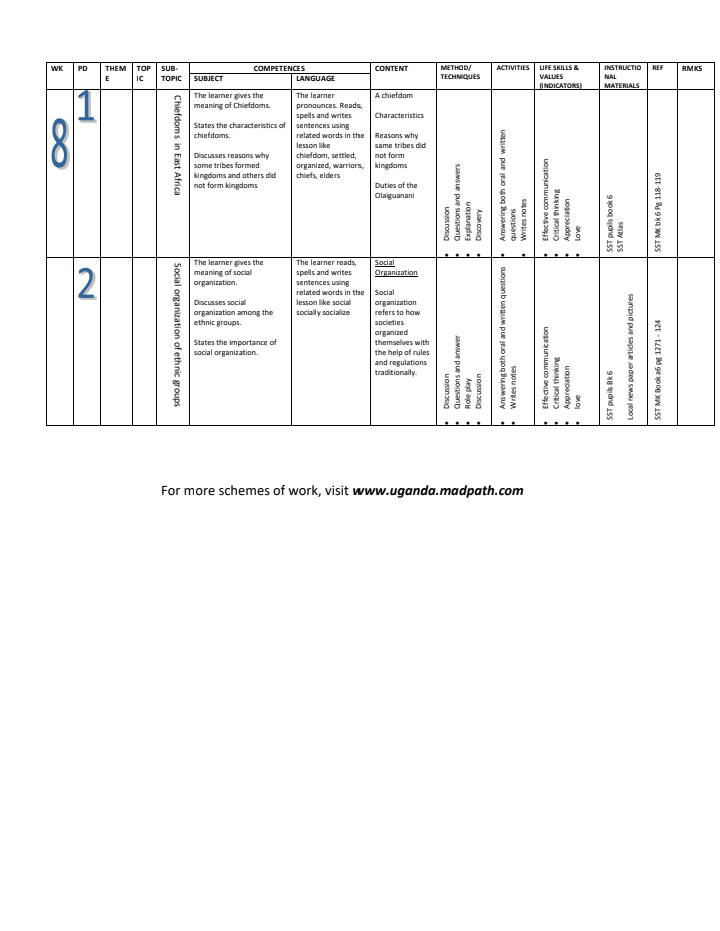 WK
PD
THEM
E
TOP
IC
SUB-
TOPIC
COMPETENCES
SUBJECT
LANGUAGE
CONTENT
METHOD/
TECHNIQUES
ACTIVITIES
LIFE SKILLS &
VALUES
(INDICATORS)
INSTRUCTIO
NAL
MATERIALS
REF
RMKS
8
1
Chiefdoms in East Africa
The learner gives the
meaning of Chiefdoms.
States the characteristics of
chiefdoms.
Discusses reasons why
some tribes formed
kingdoms and others did
not form kingdoms
The learner
pronounces. Reads,
spells and writes
sentences using
related words in the
lesson like
chiefdom, settled,
organized, warriors,
chiefs, elders
A chiefdom
Characteristics
Reasons why
same tribes did
not form
kingdoms
Duties of the
Olaiguanani
• Discussion
• Questions and answers
• Explanation
• Discovery
• Answering both oral and written
questions
• Writes notes
• Effective communication
• Critical thinking
• Appreciation
• Love
SST pupils book 6
SST Atlas
SST MK bk 6 Pg 118-119
2
Social organization of ethnic groups
The learner gives the
meaning of social
organization.
Discusses social
organization among the
ethnic groups.
States the importance of
social organization.
The learner reads,
spells and writes
sentences using
related words in the
lesson like social
socially socialize
Social
Organization
Social
organization
refers to how
societies
organized
themselves with
the help of rules
and regulations
traditionally.
• Discussion
• Questions and answer
• Role play
• Discussion
• Answering both oral and written questions
• Writes notes
• Effective communication
• Critical thinking
• Appreciation
• love
SST pupils Bk 6
Local news paper articles and pictures
SST MK Book a6 pg 1271 - 124
For more schemes of work, visit www.uganda.madpath.com